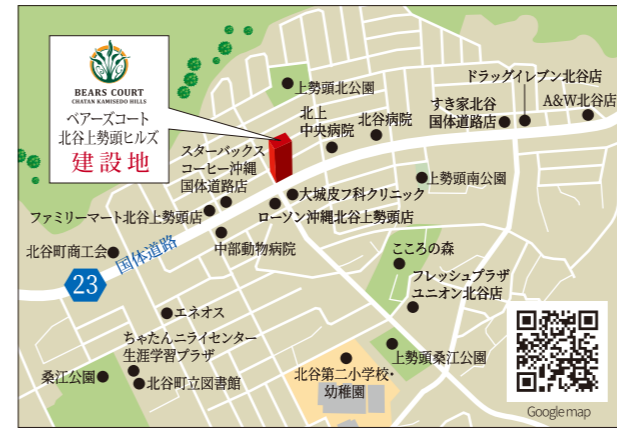 BEARS COURT
CHATAN KAMISEDO HILLS
ベアーズコート
北谷上勢頭ヒルズ
建設地
上勢頭北公園
ドラッグイレブン北谷店
すき家北谷
国体道路店
A&W北谷店
北上
中央病院
北谷病院
スターバックス
コーヒー沖縄
国体道路店
上勢頭南公園
大城皮フ科クリニック
ファミリーマート北谷上勢頭店
ローソン沖縄北谷上勢頭店
北谷町商工会
国体道路
中部動物病院
23
こころの森
フレッシュプラザ
ユニオン北谷店
エネオス
ちゃたんニライセンター
生涯学習プラザ
桑江公園
北谷町立図書館
北谷第二小学校・
幼稚園
上勢頭桑江公園
Google map